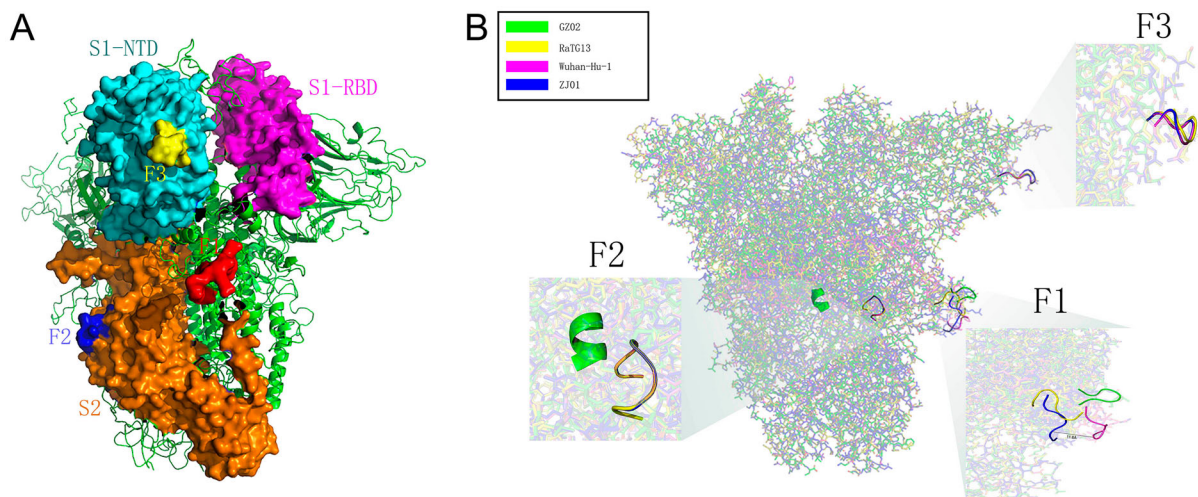 A
S1-NTD
S1-RBD
F3
F1
F2
S2
B
GZ02
RaTG13
Wuhan-Hu-1
ZJ01
F3
F2
F1